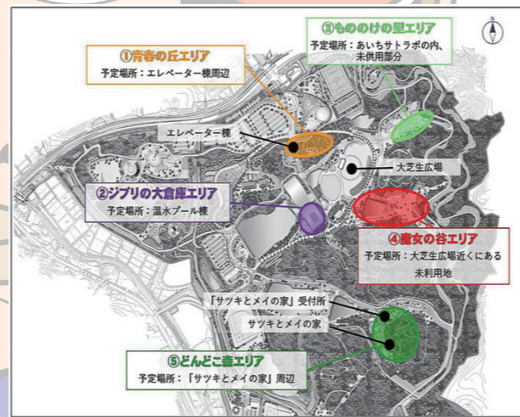 ①青春の丘エリア
予定場所：エレベーター棟周辺
③もののけの里エリア
予定場所：あいちサトラボの内、
未供用部分
N
エレベーター棟
大芝生広場
②ジブリの大倉庫エリア
予定場所：温水プール棟
④魔女の谷エリア
予定場所：大芝生広場近くにある
未利用地
「サツキとメイの家」受付所
サツキとメイの家
⑤どんどこ森エリア
予定場所：「サツキとメイの家」周辺